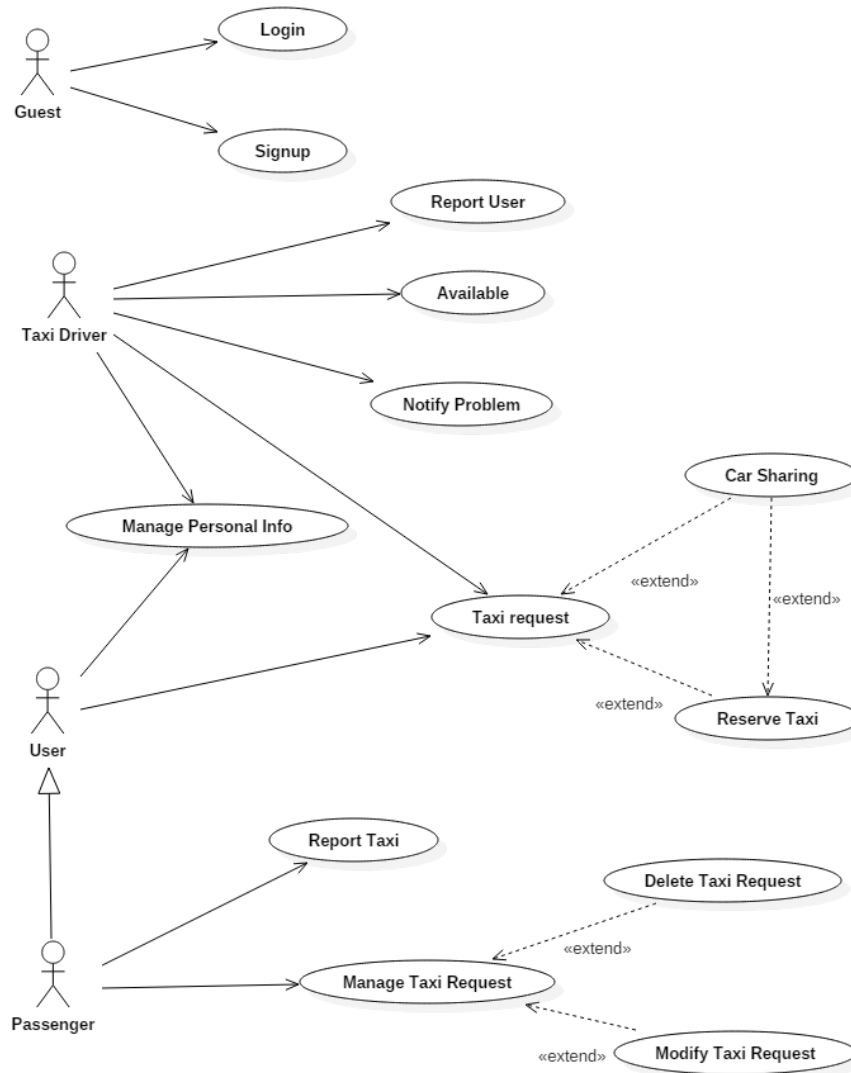 Login
Guest
Signup
Report User
Available
Taxi Driver
Notify Problem
Car Sharing
Manage Personal Info
«extend»
«extend»
Taxi request
«extend»
Reserve Taxi
User
Report Taxi
Delete Taxi Request
«extend»
Manage Taxi Request
Passenger
Modify Taxi Request
«extend»